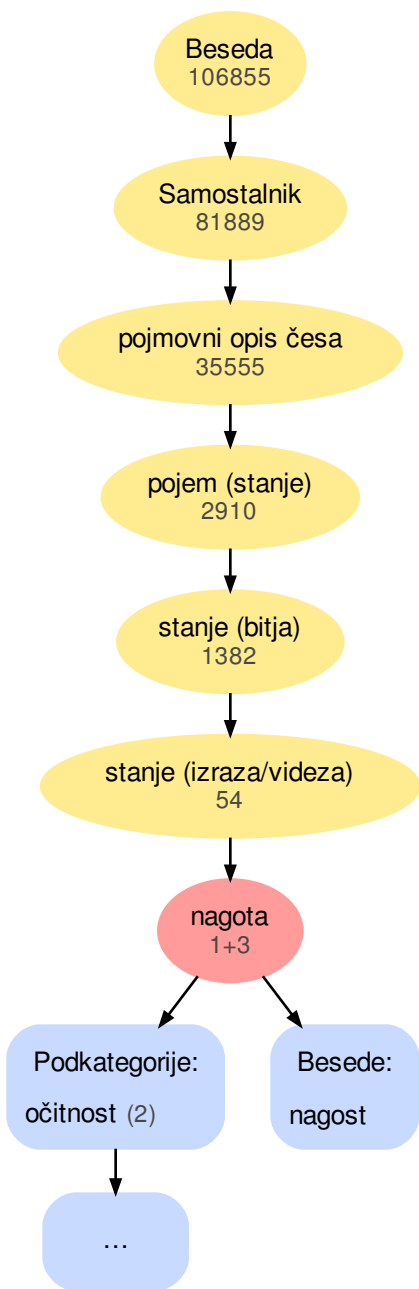 Beseda
106855
Samostalnik
81889
pojmovni opis česa
35555
pojem (stanje)
2910
stanje (bitja)
1382
stanje (izraza/videza)
54
nagota
1+3
Podkategorije:
očitnost (2)
Besede:
nagost
…